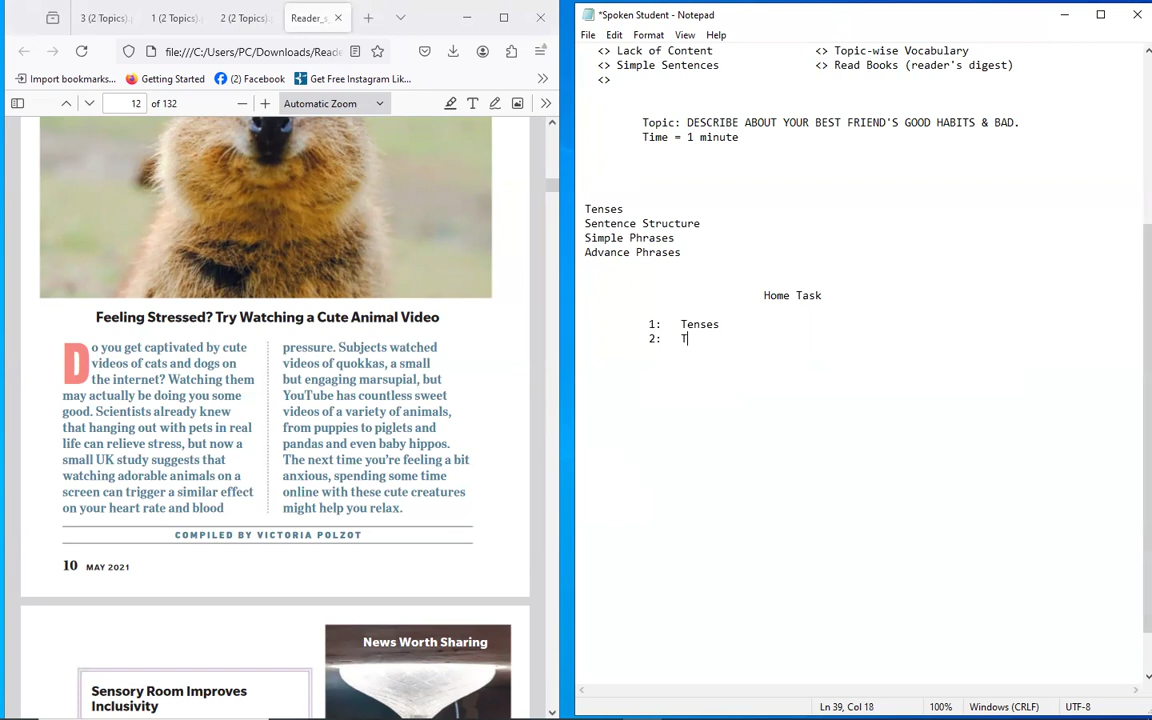 3 (2 Topics).
1 (2 Topics).
2 (2 Topics).
Reader_s_
file:///C:/Users/PC/Downloads/Reade
Import bookmarks...
Getting Started
(2) Facebook
Get Free Instagram Lik...
12 of 132
Automatic Zoom
Feeling Stressed? Try Watching a Cute Animal Video
Do you get captivated by cute
videos of cats and dogs on
the internet? Watching them
may actually be doing you some
good. Scientists already knew
that hanging out with pets in real
life can relieve stress, but now a
small UK study suggests that
watching adorable animals on a
screen can trigger a similar effect
on your heart rate and blood
pressure. Subjects watched
videos of quokkas, a small
but engaging marsupial, but
YouTube has countless sweet
videos of a variety of animals,
from puppies to piglets and
pandas and even baby hippos.
The next time you're feeling a bit
anxious, spending some time
online with these cute creatures
might help you relax.
COMPILED BY VICTORIA POLZOT
10 MAY 2021
News Worth Sharing
Sensory Room Improves
Inclusivity
*Spoken Student - Notepad
File Edit Format View Help
<> Lack of Content <> Topic-wise Vocabulary
<> Simple Sentences <> Read Books (reader's digest)
<>
Topic: DESCRIBE ABOUT YOUR BEST FRIEND'S GOOD HABITS & BAD.
Time = 1 minute
Tenses
Sentence Structure
Simple Phrases
Advance Phrases
Home Task
1: Tenses
2: T
Ln 39, Col 18 100% Windows (CRLF) UTF-8